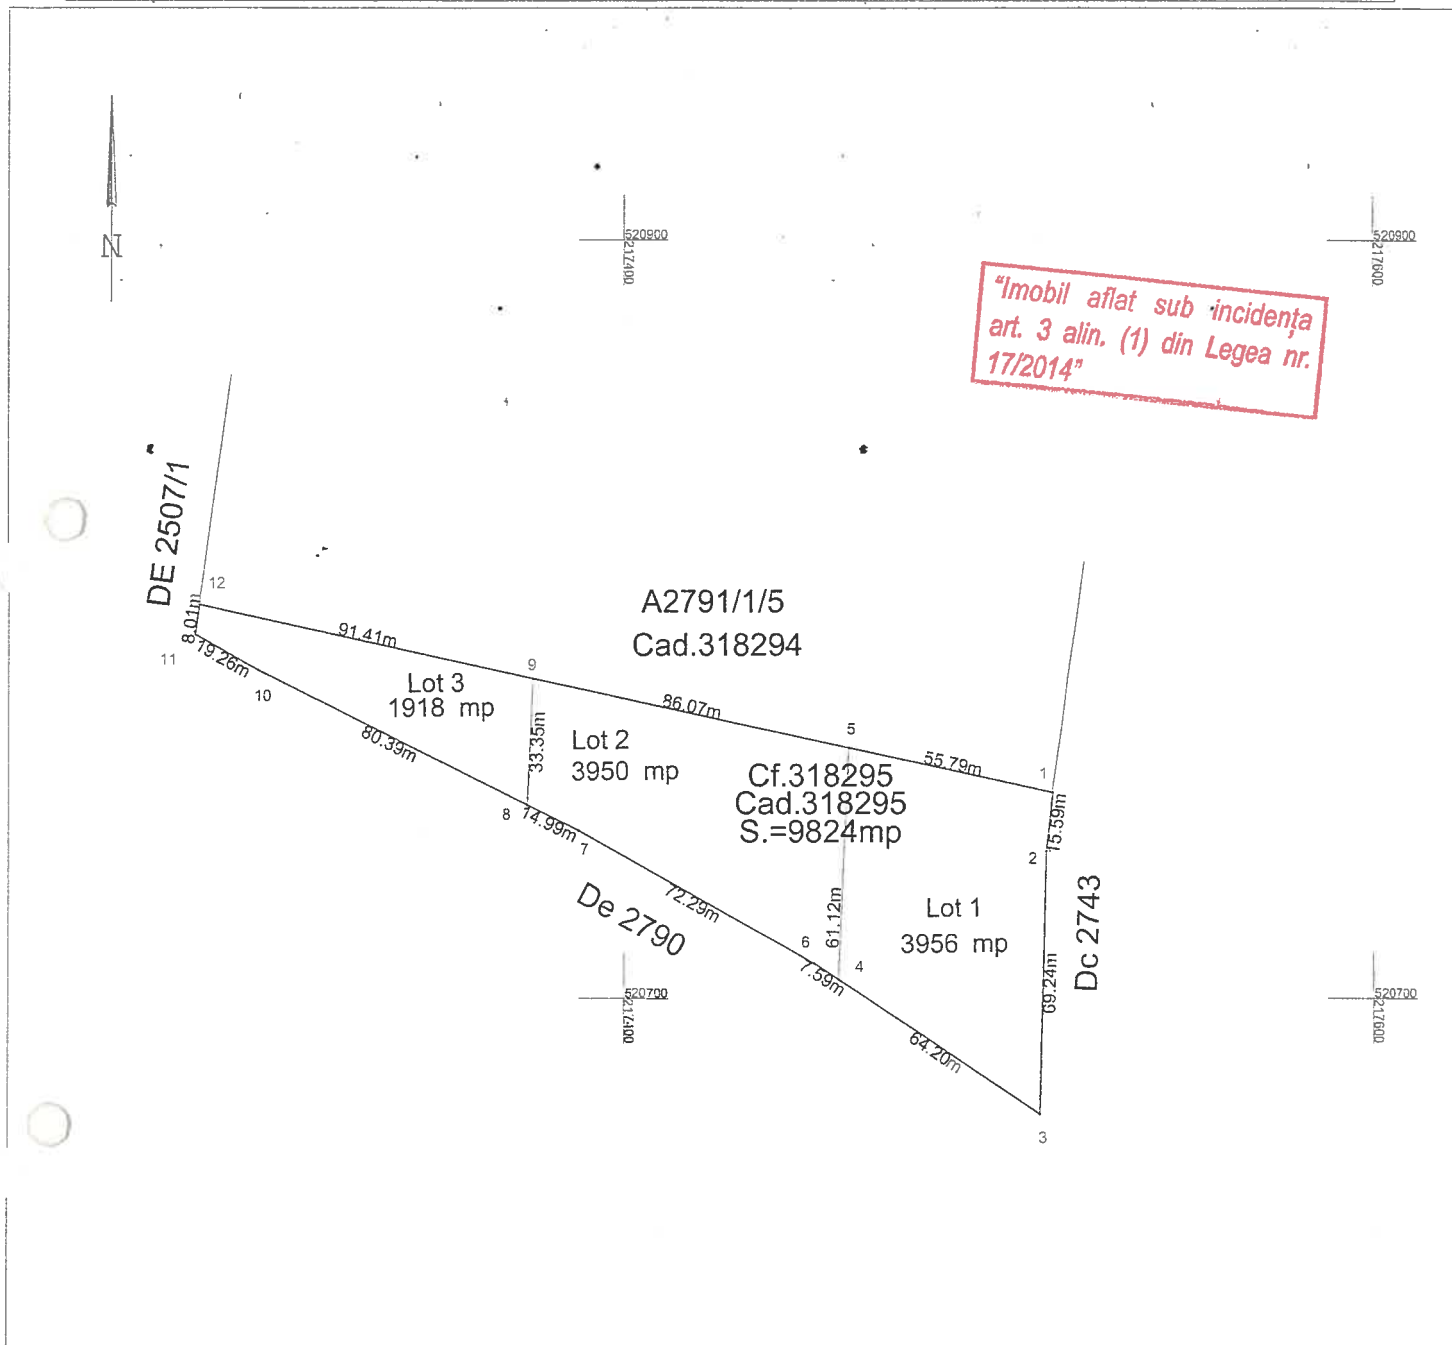 N
520900
217400
520900
217600
"Imobil aflat sub incidența
art. 3 alin. (1) din Legea nr.
17/2014"
DE 2507/1
12
8.01m
11
19.26m
10
91.41m
A2791/1/5
Cad.318294
9
Lot 3
1918 mp
80.39m
33.35m
86.07m
5
Lot 2
3950 mp
55.79m
1
Cf.318295
Cad.318295
S.=9824mp
15.59m
2
8
14.99m
7
De 2790
72.29m
6
61.12m
7.59m
4
Lot 1
3956 mp
Dc 2743
69.24m
64.20m
3
520700
217400
520700
217600